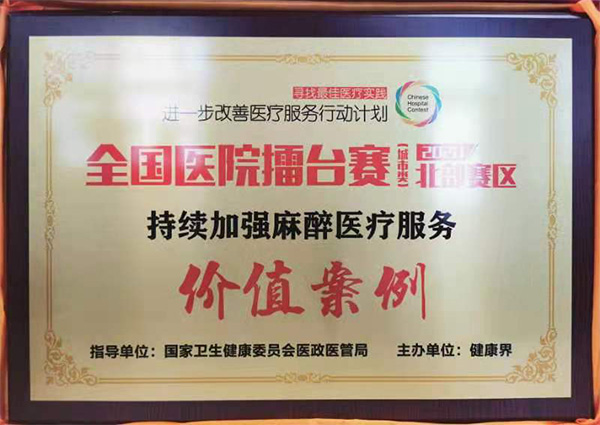 寻找最佳医疗实践
进一步改善医疗服务行动计划
Chinese
Hospital
Contest
全国医院擂台赛
(城市类)
北部赛区
持续加强麻醉医疗服务
价值案例
指导单位：国家卫生健康委员会医政医管局 主办单位：健康界